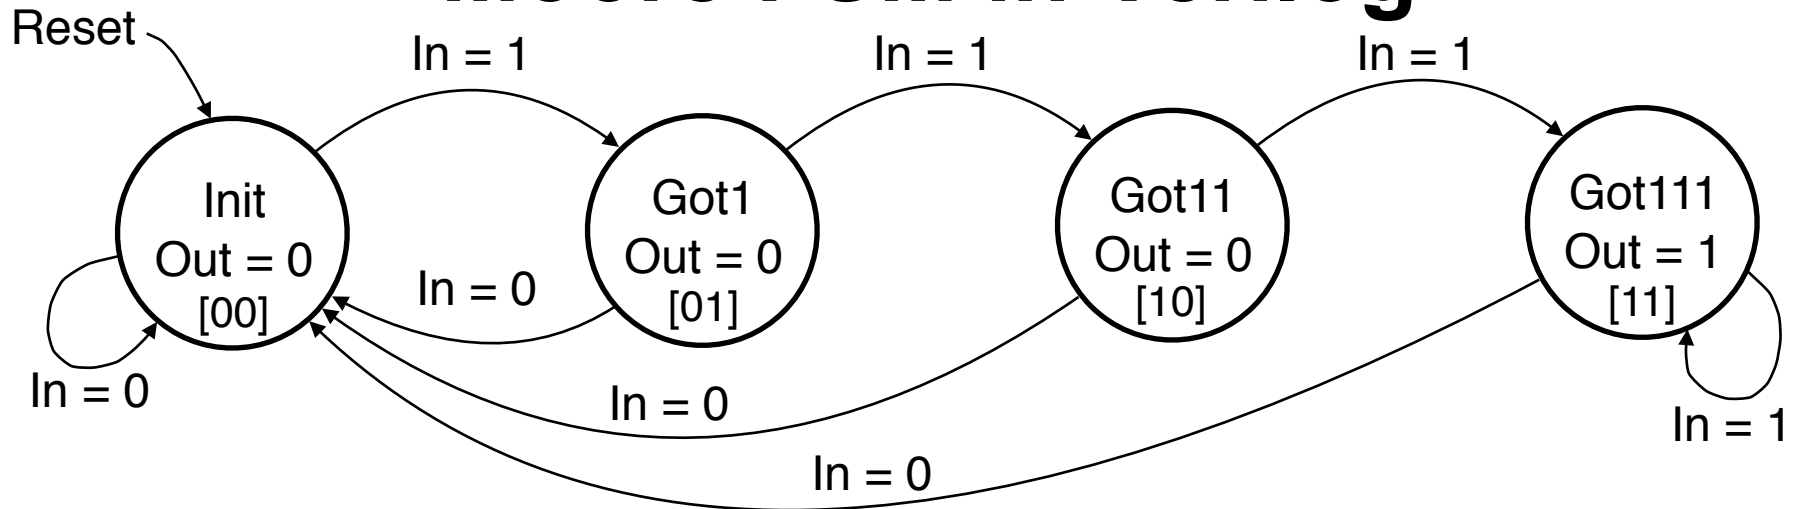 Reset
In = 1
In = 1
In = 1
Init
Out = 0
[00]
Got1
Out = 0
[01]
Got11
Out = 0
[10]
Got111
Out = 1
[11]
In = 0
In = 0
In = 0
In = 0
In = 1